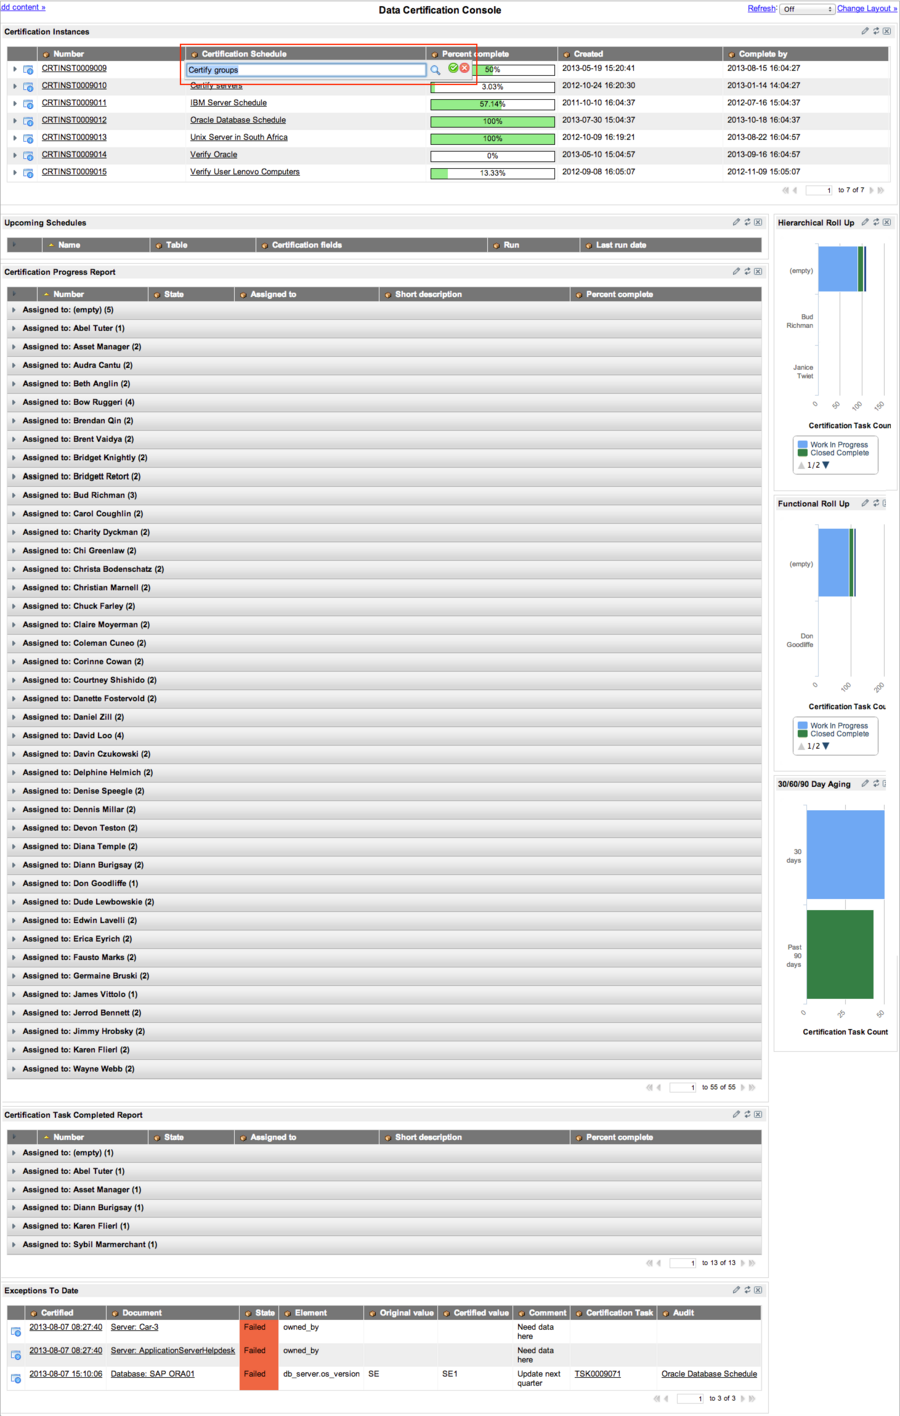 dd content »
Data Certification Console
Refresh: Off Change Layout »
Certification Instances
Number Certification Schedule Percent complete Created Complete by
CRTINST0009009 Certify groups 50% 2013-05-19 15:20:41 2013-08-15 16:04:27
CRTINST0009010 Certify servers 3.03% 2012-10-24 16:20:30 2013-01-14 14:04:27
CRTINST0009011 IBM Server Schedule 57.14% 2011-10-10 16:04:37 2012-07-16 15:04:37
CRTINST0009012 Oracle Database Schedule 100% 2013-07-30 15:04:37 2013-10-18 16:04:37
CRTINST0009013 Unix Server in South Africa 100% 2012-10-09 16:19:21 2013-08-22 16:04:57
CRTINST0009014 Verify Oracle 0% 2013-05-10 15:04:57 2013-09-16 16:04:57
CRTINST0009015 Verify User Lenovo Computers 13.33% 2012-09-08 16:05:07 2012-11-09 15:05:07
1 to 7 of 7
Upcoming Schedules
Name Table Certification fields Run Last run date
Certification Progress Report
Number State Assigned to Short description Percent complete
Assigned to: (empty) (5)
Assigned to: Abel Tuter (1)
Assigned to: Asset Manager (2)
Assigned to: Audra Cantu (2)
Assigned to: Beth Anglin (2)
Assigned to: Bow Ruggeri (4)
Assigned to: Brendan Qin (2)
Assigned to: Brent Vaidya (2)
Assigned to: Bridget Knightly (2)
Assigned to: Bridgett Retort (2)
Assigned to: Bud Richman (3)
Assigned to: Carol Coughlin (2)
Assigned to: Charity Dyckman (2)
Assigned to: Chi Greenlaw (2)
Assigned to: Christa Bodenschatz (2)
Assigned to: Christian Marnell (2)
Assigned to: Chuck Farley (2)
Assigned to: Claire Moyerman (2)
Assigned to: Coleman Cuneo (2)
Assigned to: Corinne Cowan (2)
Assigned to: Courtney Shishido (2)
Assigned to: Danette Fostervold (2)
Assigned to: Daniel Zill (2)
Assigned to: David Loo (4)
Assigned to: Davin Czukowski (2)
Assigned to: Delphine Helmich (2)
Assigned to: Denise Speegle (2)
Assigned to: Dennis Millar (2)
Assigned to: Devon Teston (2)
Assigned to: Diana Temple (2)
Assigned to: Diann Burigsay (2)
Assigned to: Don Goodliffe (1)
Assigned to: Dude Lewbowskie (2)
Assigned to: Edwin Lavelli (2)
Assigned to: Erica Eyrich (2)
Assigned to: Fausto Marks (2)
Assigned to: Germaine Bruski (2)
Assigned to: James Vittolo (1)
Assigned to: Jerrod Bennett (2)
Assigned to: Jimmy Hrobsky (2)
Assigned to: Karen Flierl (2)
Assigned to: Wayne Webb (2)
1 to 55 of 55
Certification Task Completed Report
Number State Assigned to Short description Percent complete
Assigned to: (empty) (1)
Assigned to: Abel Tuter (1)
Assigned to: Asset Manager (1)
Assigned to: Diann Burigsay (1)
Assigned to: Karen Flierl (1)
Assigned to: Sybil Marmerchant (1)
1 to 13 of 13
Exceptions To Date
Certified Document State Element Original value Certified value Comment Certification Task Audit
2013-08-07 08:27:40 Server: Car-3 Failed owned_by Need data
here
2013-08-07 08:27:40 Server: ApplicationServerHelpdesk Failed owned_by Need data
here
2013-08-07 15:10:06 Database: SAP ORA01 Failed db_server.os_version SE SE1 Update next TSK0009071 Oracle Database Schedule
quarter
1 to 3 of 3
Hierarchical Roll Up
(empty)
Bud
Richman
Janice
Twiet
0 50 100 150
Certification Task Coun
Work In Progress
Closed Complete
1/2
Functional Roll Up
(empty)
Don
Goodliffe
0 100 200
Certification Task Cou
Work In Progress
Closed Complete
1/2
30/60/90 Day Aging
30
days
Past
90
days
0 25 50
Certification Task Count